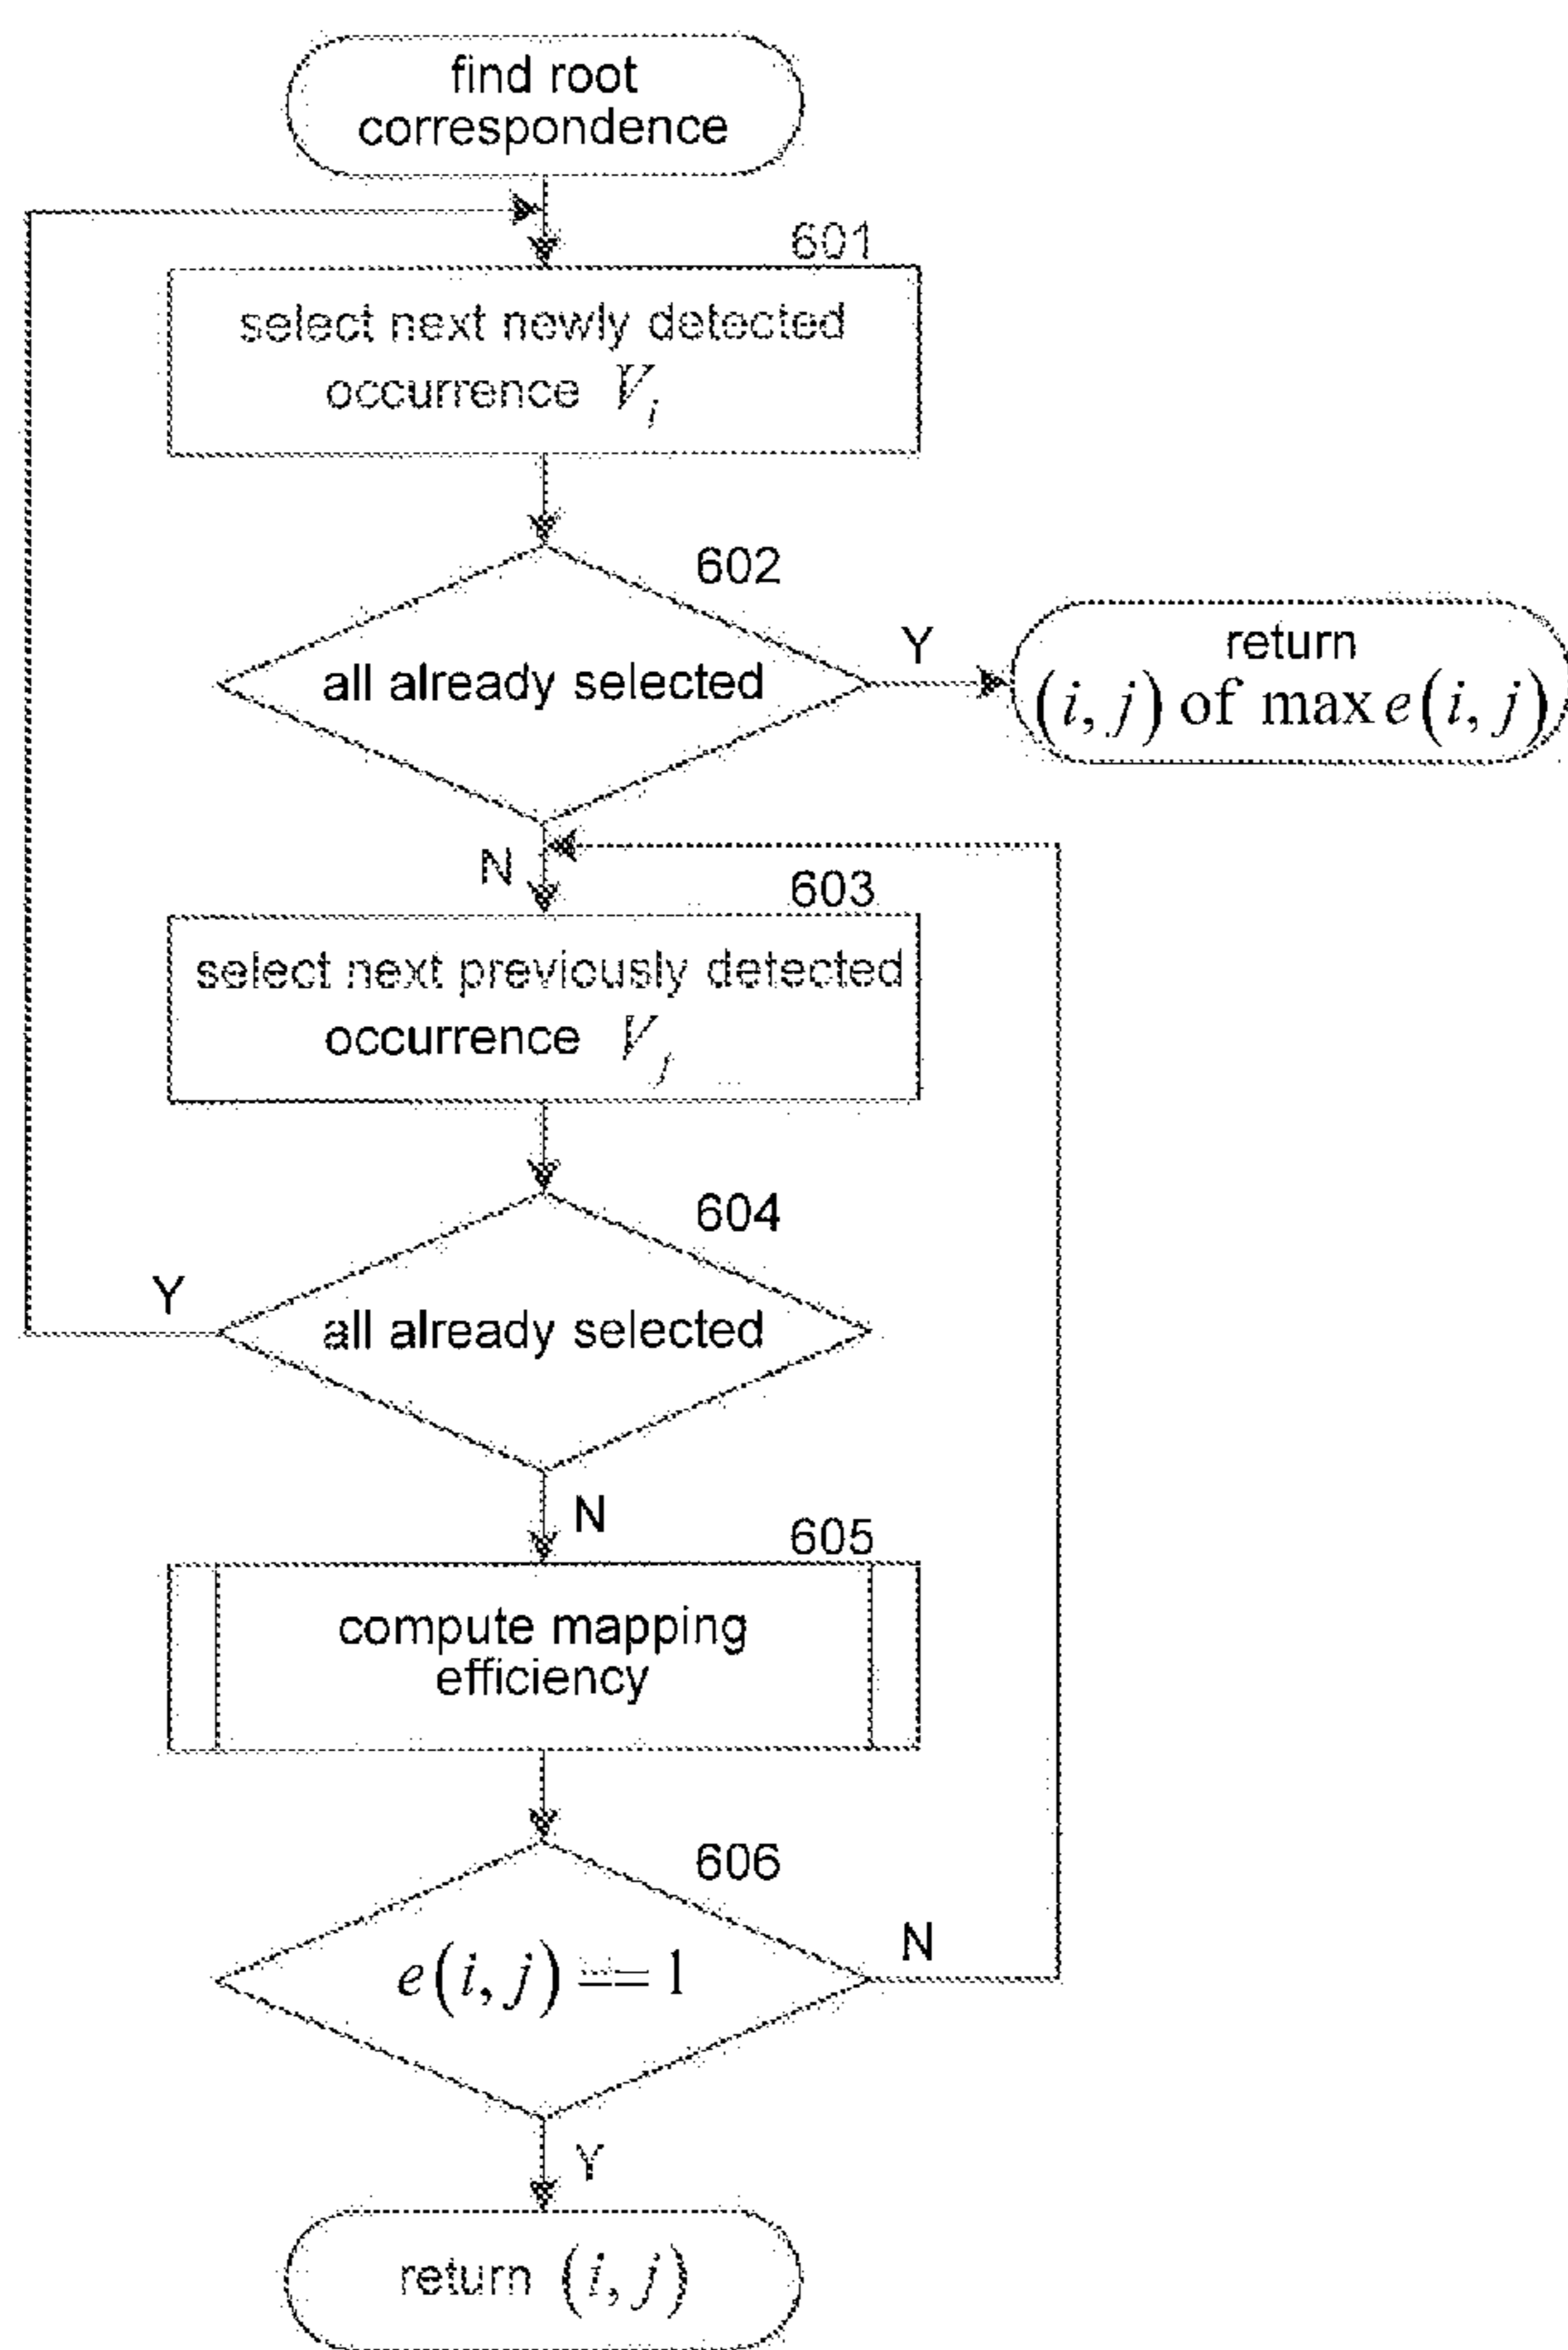 find root
correspondence
601
select next newly detected
occurrence V_i
602
all already selected
Y
return
(i, j) of max e(i, j)
N
603
select next previously detected
occurrence V_j
604
all already selected
Y
N
605
compute mapping
efficiency
606
e(i, j) == 1
N
Y
return (i, j)